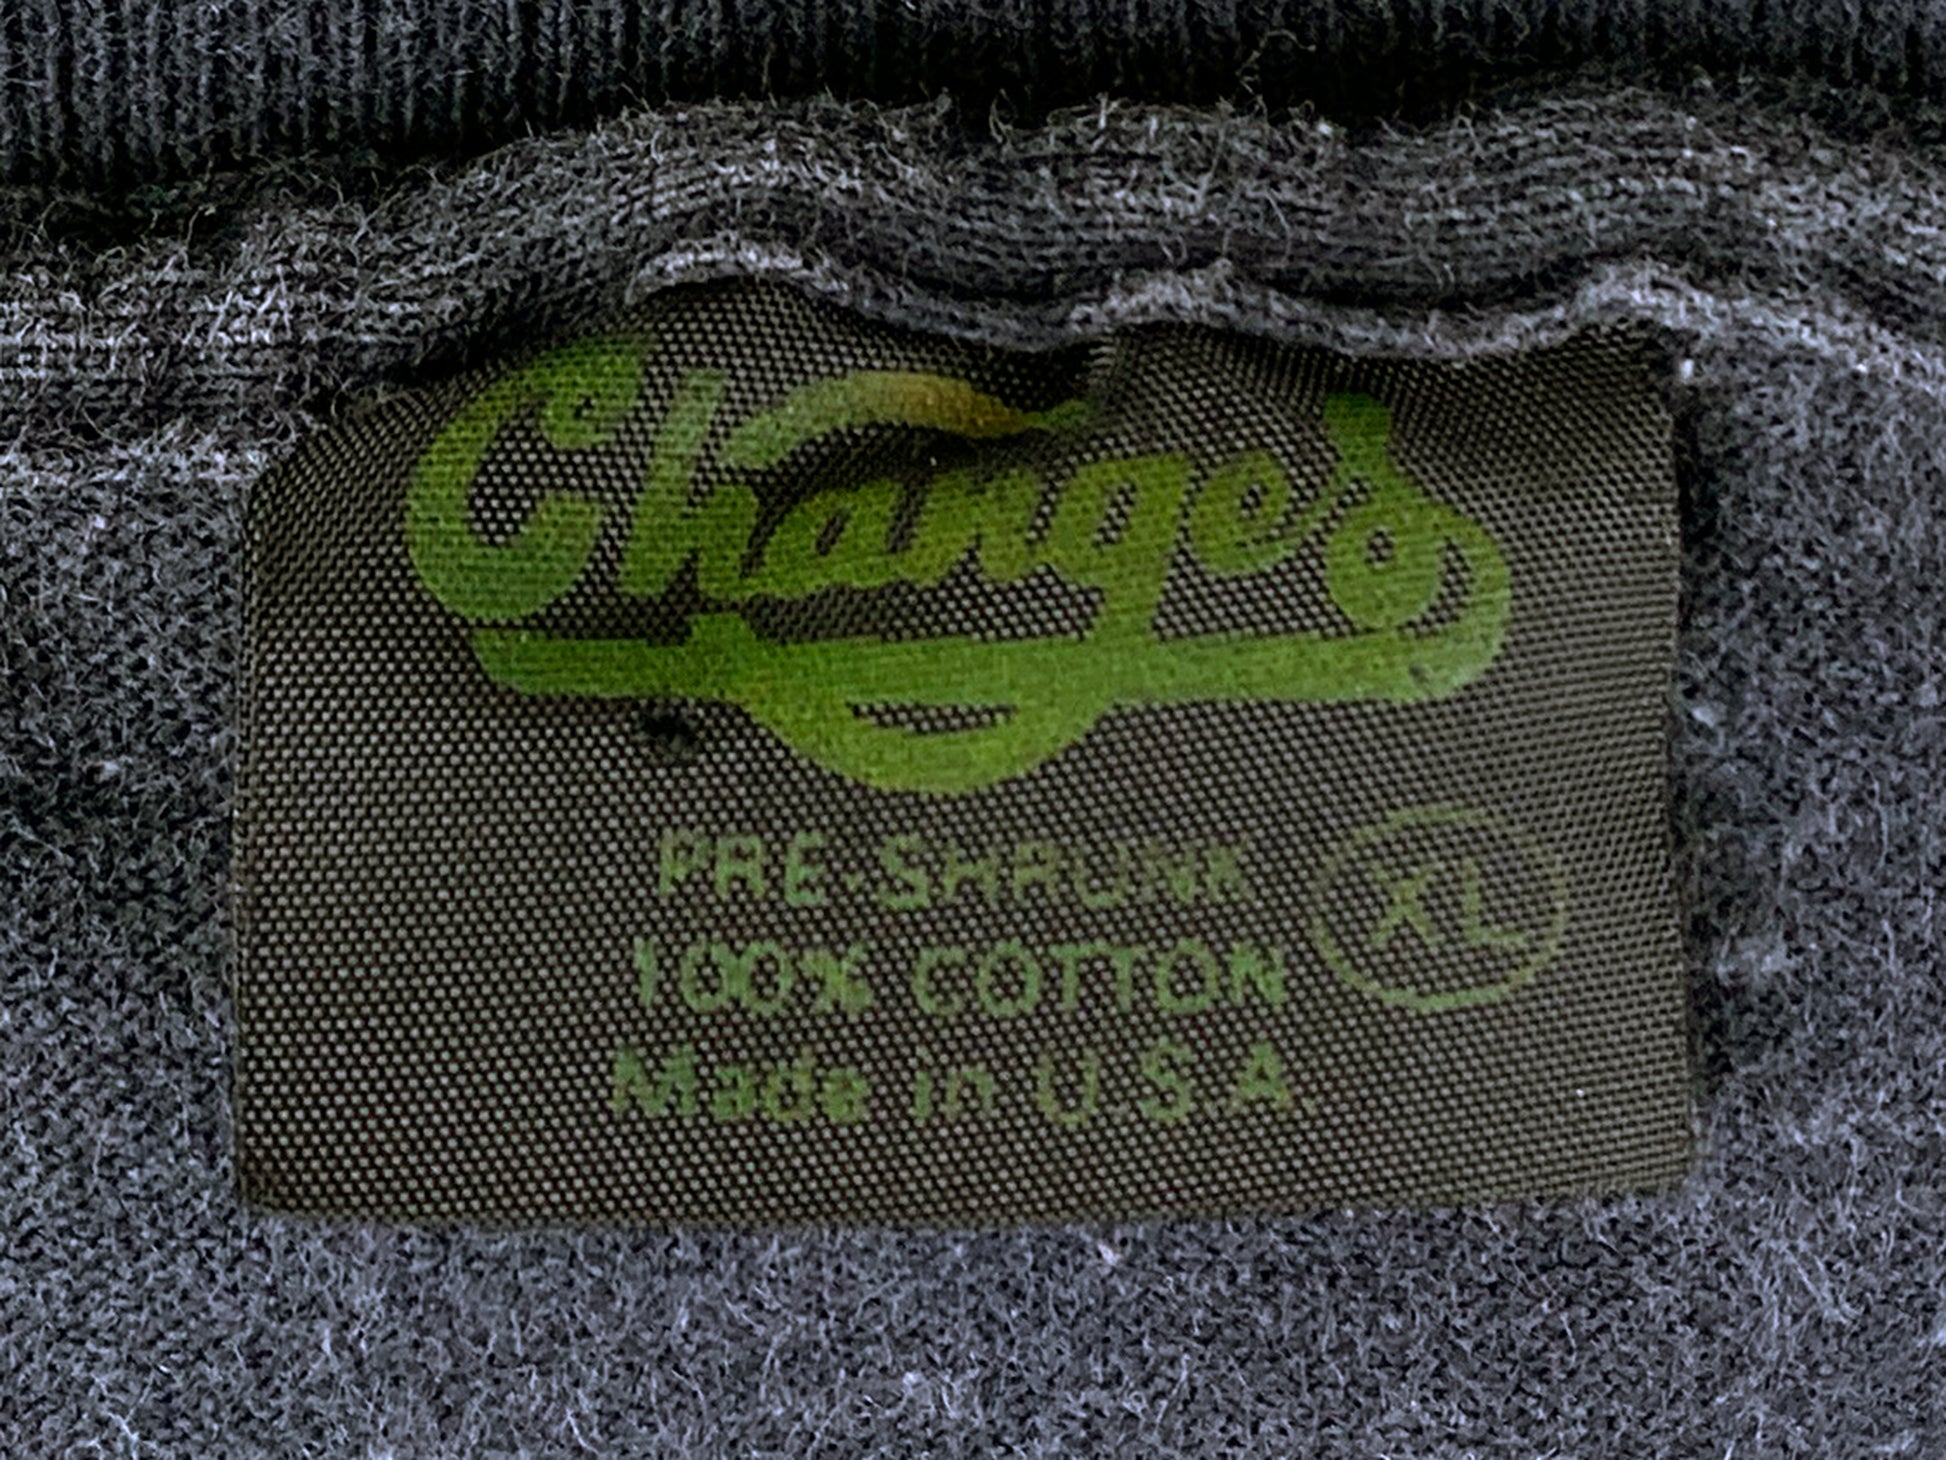 Changes
PRE-SHRUNK
100% COTTON
XL
Made in U.S.A.